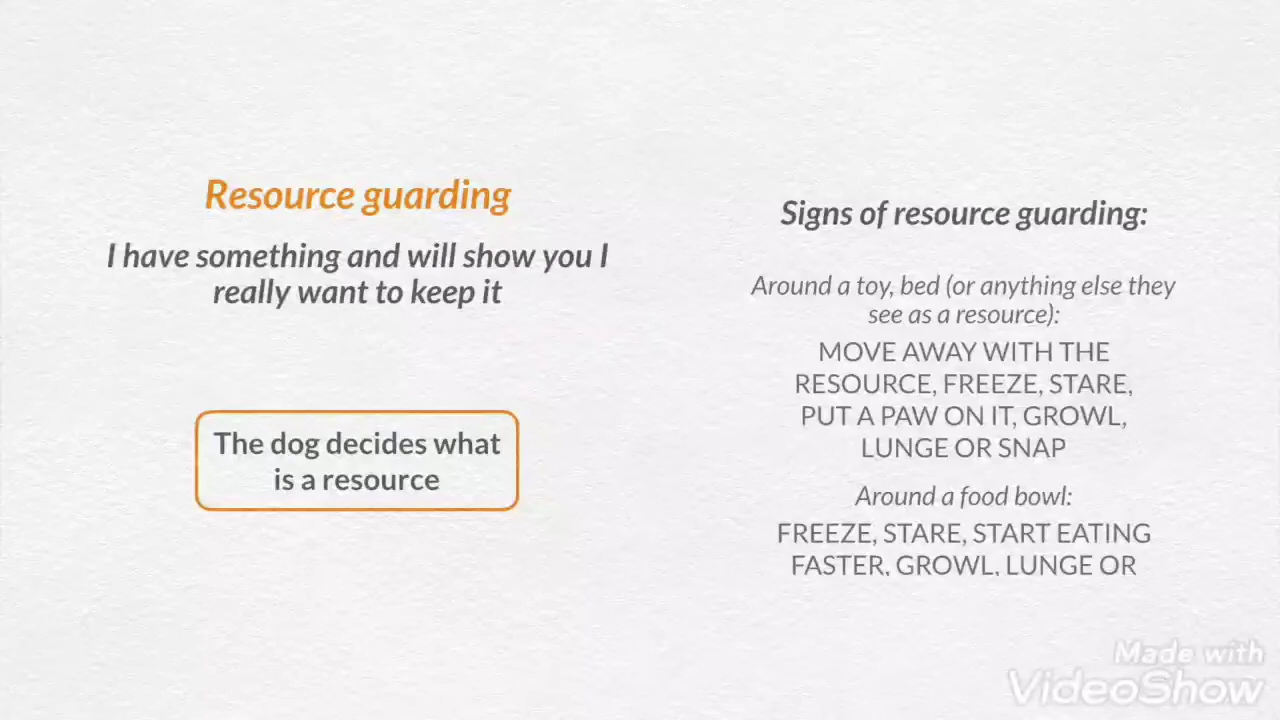 Resource guarding
I have something and will show you I
really want to keep it
The dog decides what
is a resource
Signs of resource guarding:
Around a toy, bed (or anything else they
see as a resource):
MOVE AWAY WITH THE
RESOURCE, FREEZE, STARE,
PUT A PAW ON IT, GROWL,
LUNGE OR SNAP
Around a food bowl:
FREEZE, STARE, START EATING
FASTER, GROWL, LUNGE OR
Made with
VideoShow